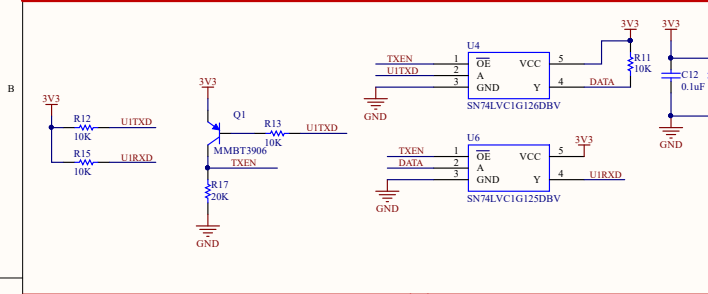 B
3V3
R12
U1TXD
10K
R15
U1RXD
10K
3V3
Q1
R13
U1TXD
10K
MMBT3906
TXEN
R17
20K
GND
U4
TXEN
1
OE
VCC
5
U1TXD
2
A
3
GND
Y
4
DATA
SN74LVC1G126DBV
GND
3V3
R11
10K
3V3
C12
0.1uF
GND
U6
TXEN
1
OE
VCC
5
3V3
DATA
2
A
3
GND
Y
4
U1RXD
SN74LVC1G125DBV
GND